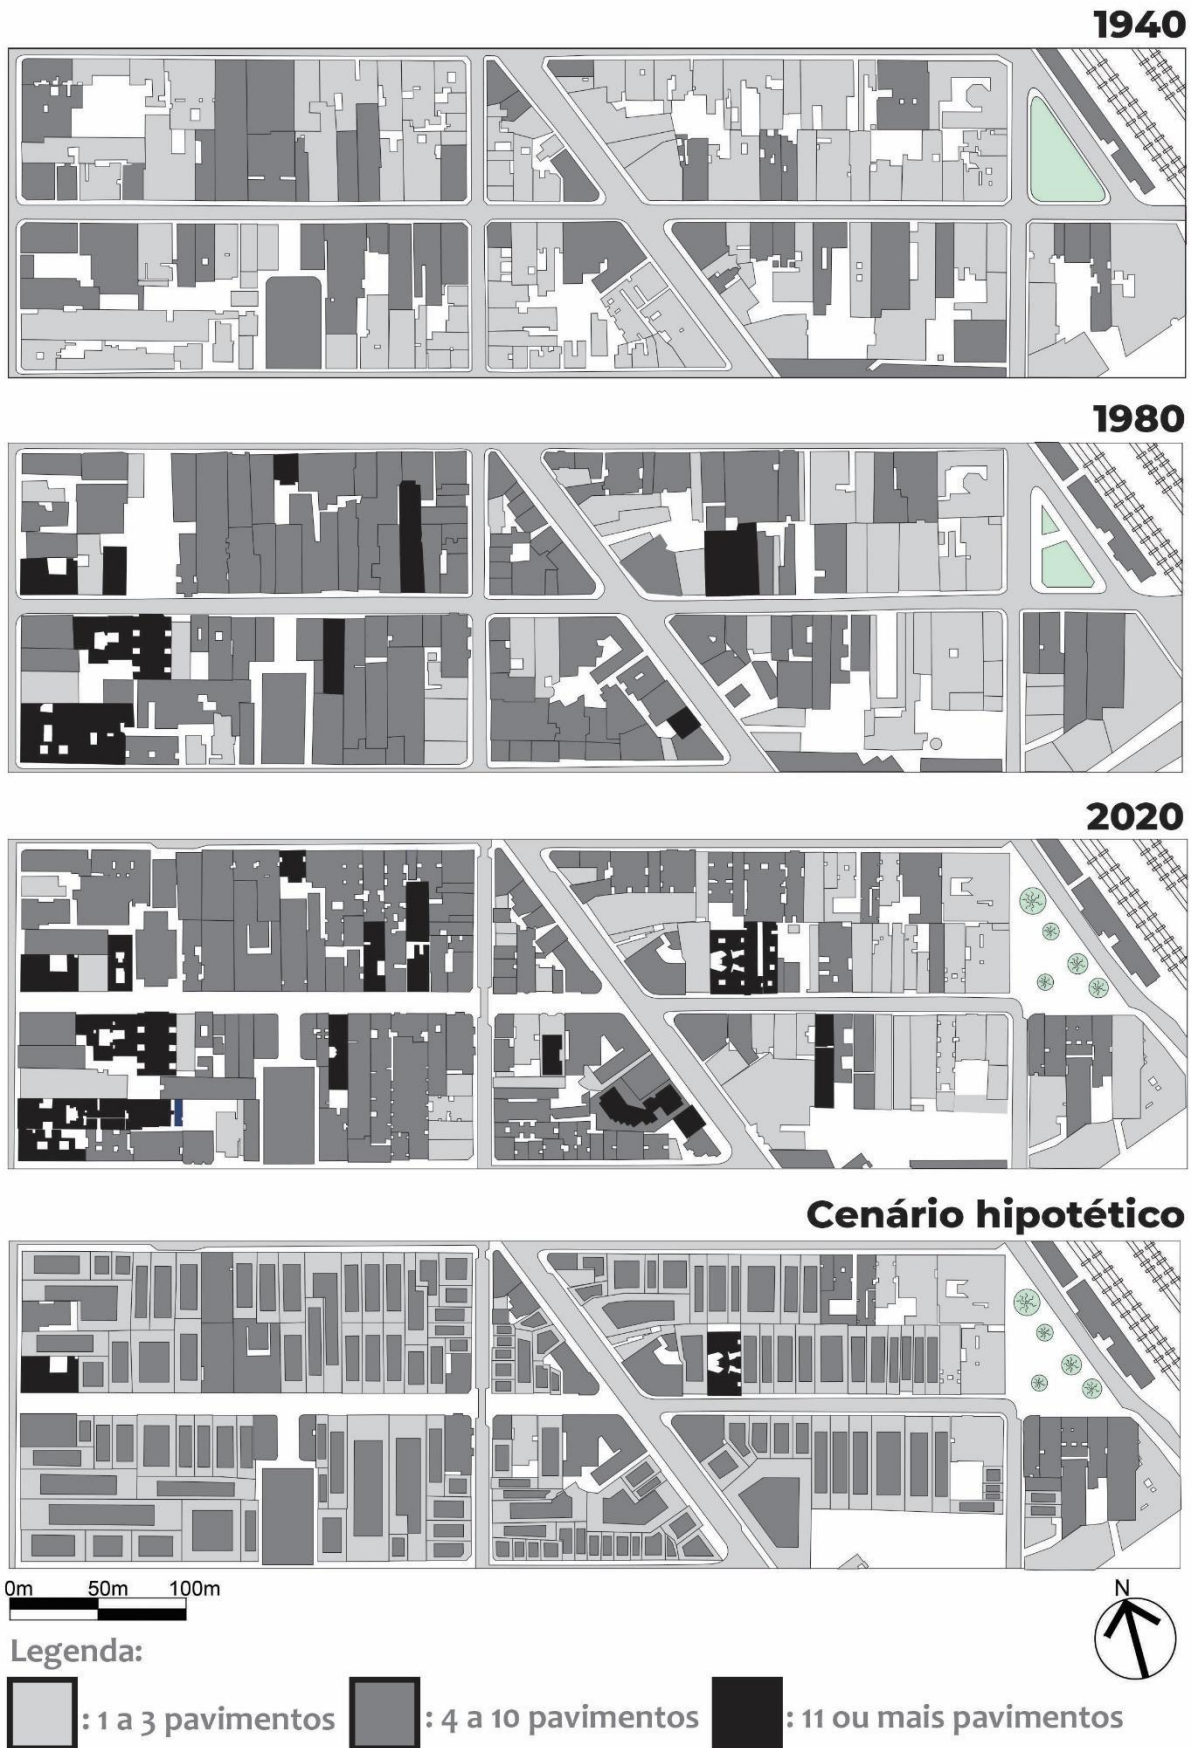 1940
1980
2020
Cenário hipotético
0m 50m 100m
N
Legenda:
: 1 a 3 pavimentos : 4 a 10 pavimentos : 11 ou mais pavimentos